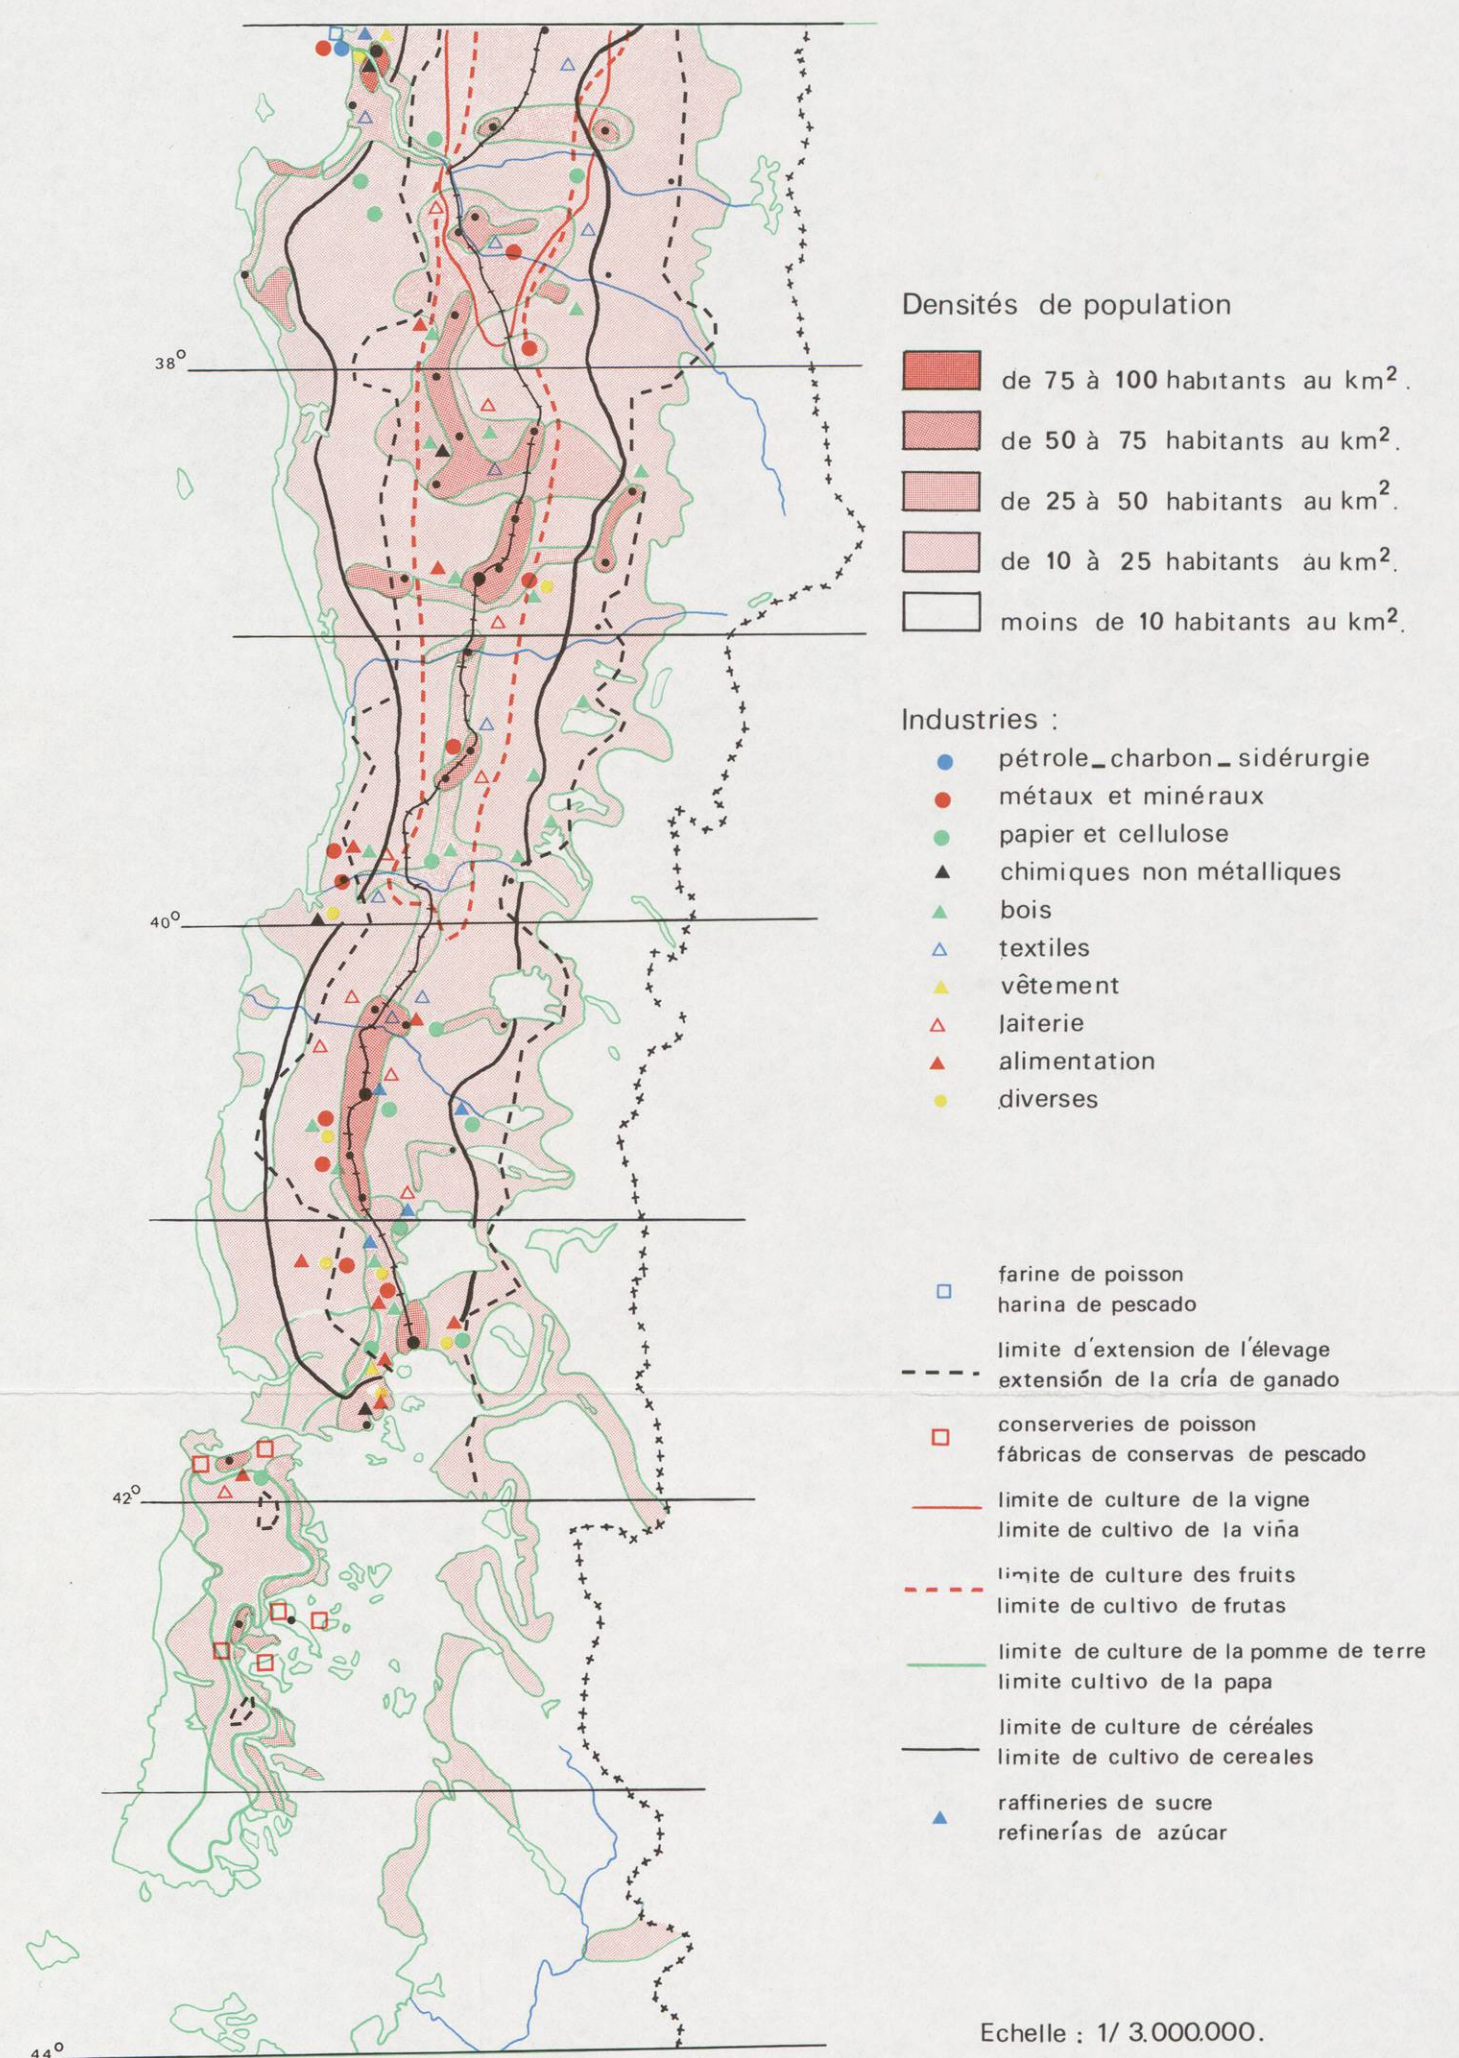 38°
40°
42°
44°
Densités de population
de 75 à 100 habitants au km².
de 50 à 75 habitants au km².
de 25 à 50 habitants au km².
de 10 à 25 habitants au km².
moins de 10 habitants au km².
Industries :
pétrole_charbon_sidérurgie
métaux et minéraux
papier et cellulose
chimiques non métalliques
bois
textiles
vêtement
laiterie
alimentation
diverses
farine de poisson
harina de pescado
limite d'extension de l'élevage
extensión de la cría de ganado
conserveries de poisson
fábricas de conservas de pescado
limite de culture de la vigne
limite de cultivo de la viña
limite de culture des fruits
limite de cultivo de frutas
limite de culture de la pomme de terre
limite cultivo de la papa
limite de culture de céréales
limite de cultivo de cereales
raffineries de sucre
refinerías de azúcar
Echelle : 1/ 3.000.000.